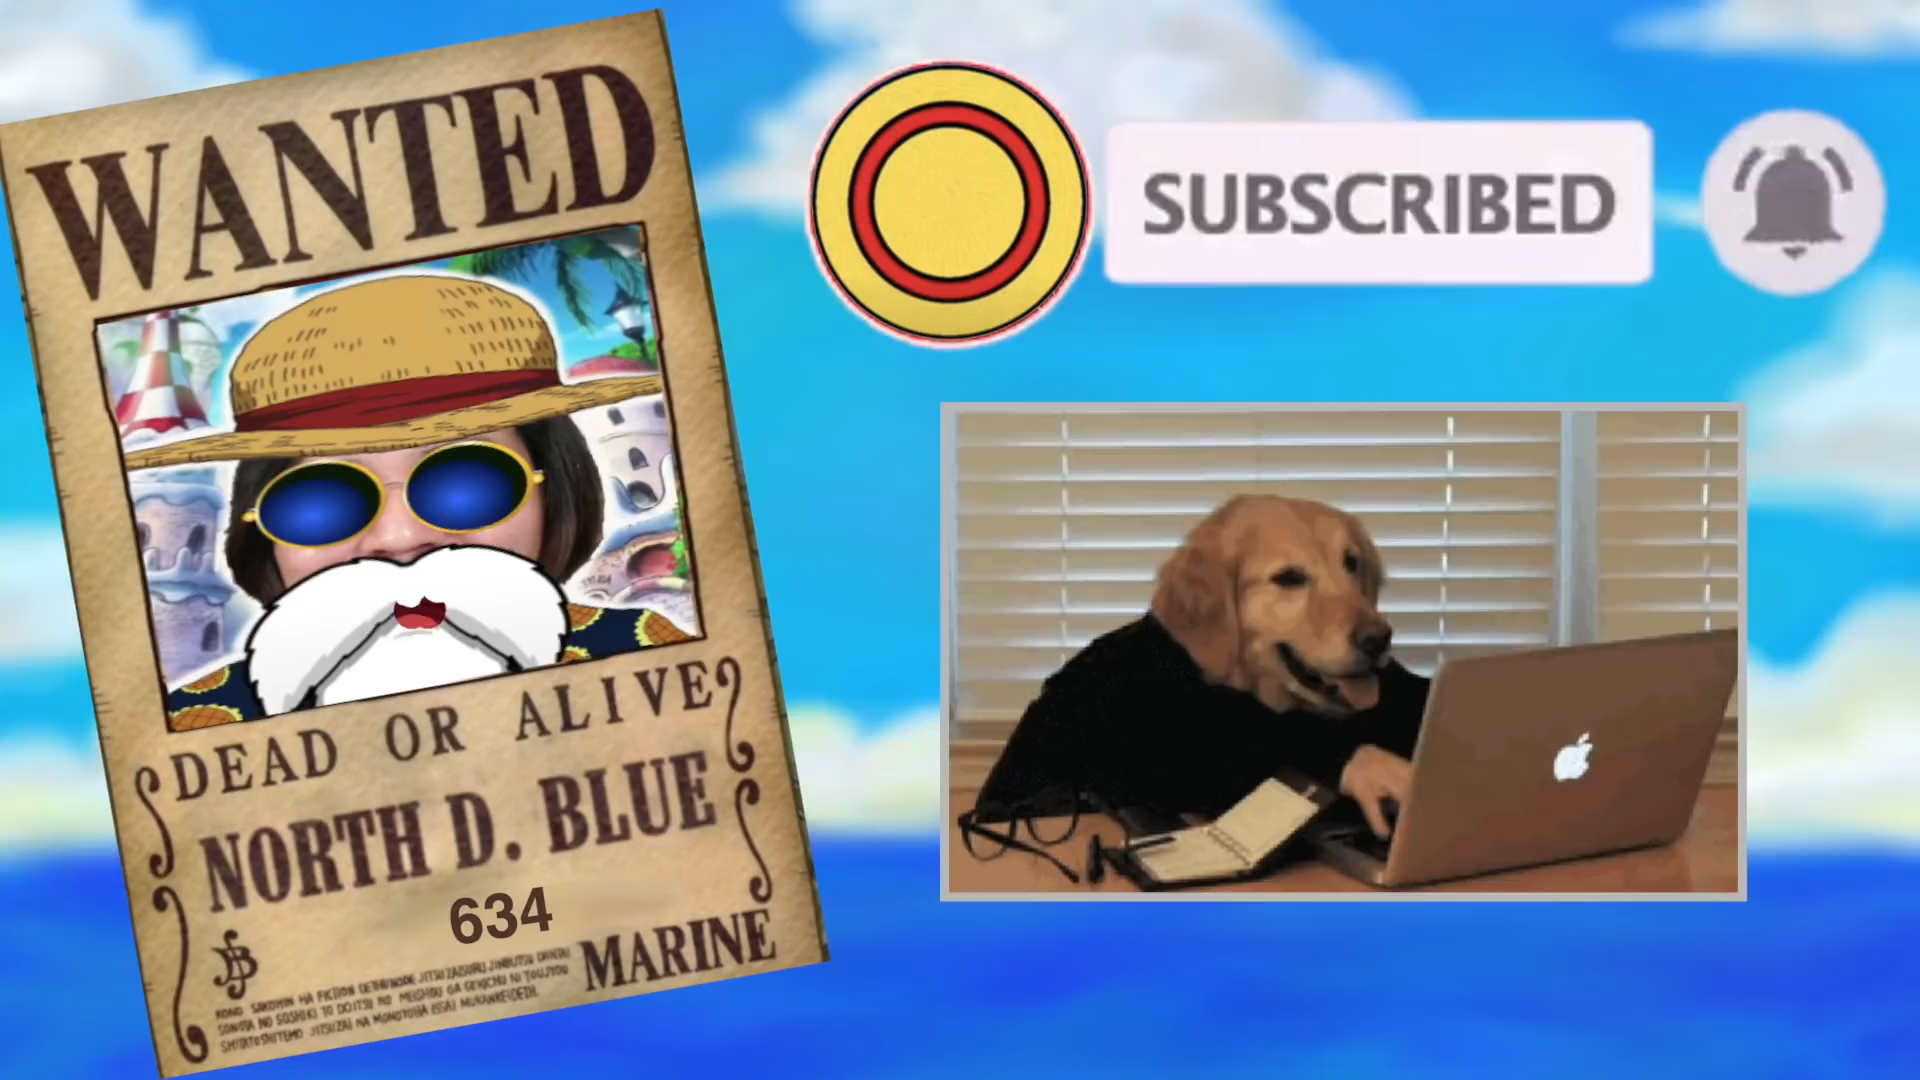 WANTED
DEAD OR ALIVE
NORTH D. BLUE
634
MARINE
SUBSCRIBED